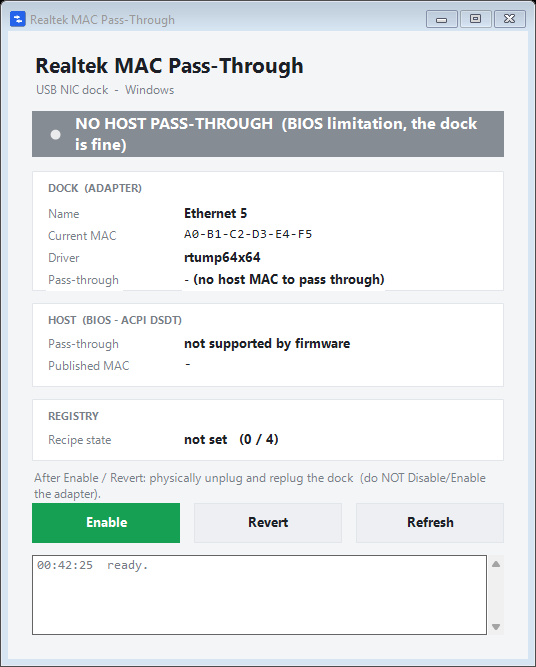 Realtek MAC Pass-Through
Realtek MAC Pass-Through
USB NIC dock - Windows
NO HOST PASS-THROUGH (BIOS limitation, the dock
is fine)
DOCK (ADAPTER)
Name Ethernet 5
Current MAC A0-B1-C2-D3-E4-F5
Driver rtump64x64
Pass-through - (no host MAC to pass through)
HOST (BIOS - ACPI DSDT)
Pass-through not supported by firmware
Published MAC -
REGISTRY
Recipe state not set (0 / 4)
After Enable / Revert: physically unplug and replug the dock (do NOT Disable/Enable
the adapter).
Enable Revert Refresh
00:42:25 ready.